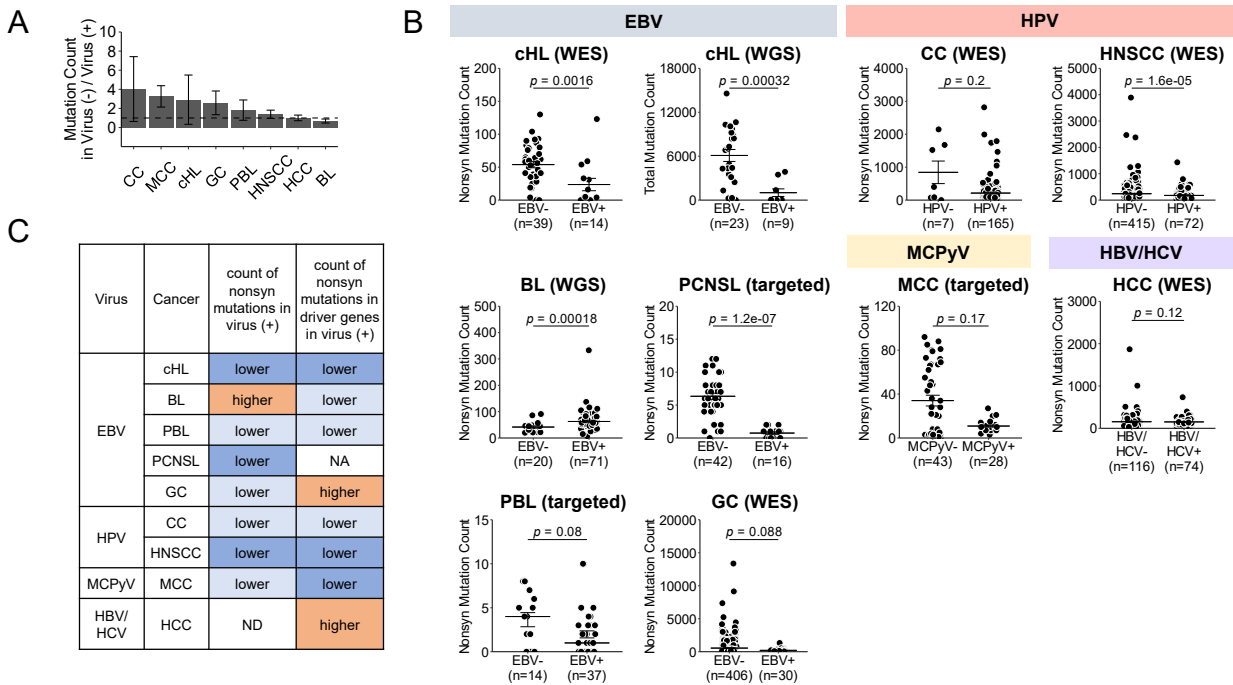 A
Mutation Count
in Virus (-) / Virus (+)
10
8
6
4
2
0
CC
MCC
cHL
GC
PBL
HNSCC
HCC
BL
B
EBV
HPV
cHL (WES)
Nonsyn Mutation Count
200
150
100
50
0
p = 0.0016
EBV- EBV+
(n=39) (n=14)
cHL (WGS)
Total Mutation Count
18000
12000
6000
0
p = 0.00032
EBV- EBV+
(n=23) (n=9)
CC (WES)
Nonsyn Mutation Count
4000
3000
2000
1000
0
p = 0.2
HPV- HPV+
(n=7) (n=165)
HNSCC (WES)
Nonsyn Mutation Count
5000
4000
3000
2000
1000
0
p = 1.6e-05
HPV- HPV+
(n=415) (n=72)
MCPyV
HBV/HCV
BL (WGS)
Nonsyn Mutation Count
500
400
300
200
100
0
p = 0.00018
EBV- EBV+
(n=20) (n=71)
PCNSL (targeted)
Nonsyn Mutation Count
20
15
10
5
0
p = 1.2e-07
EBV- EBV+
(n=42) (n=16)
MCC (targeted)
Nonsyn Mutation Count
120
80
40
0
p = 0.17
MCPyV- MCPyV+
(n=43) (n=28)
HCC (WES)
Nonsyn Mutation Count
3000
2000
1000
0
p = 0.12
HBV/ HBV/
HCV- HCV+
(n=116) (n=74)
PBL (targeted)
Nonsyn Mutation Count
15
10
5
0
p = 0.08
EBV- EBV+
(n=14) (n=37)
GC (WES)
Nonsyn Mutation Count
20000
15000
10000
5000
0
p = 0.088
EBV- EBV+
(n=406) (n=30)
C
Virus
Cancer
count of
nonsyn
mutations in
virus (+)
count of
nonsyn
mutations in
driver genes
in virus (+)
EBV
cHL lower lower
BL higher lower
PBL lower lower
PCNSL lower NA
GC lower higher
HPV
CC lower lower
HNSCC lower lower
MCPyV MCC lower lower
HBV/
HCV
HCC ND higher